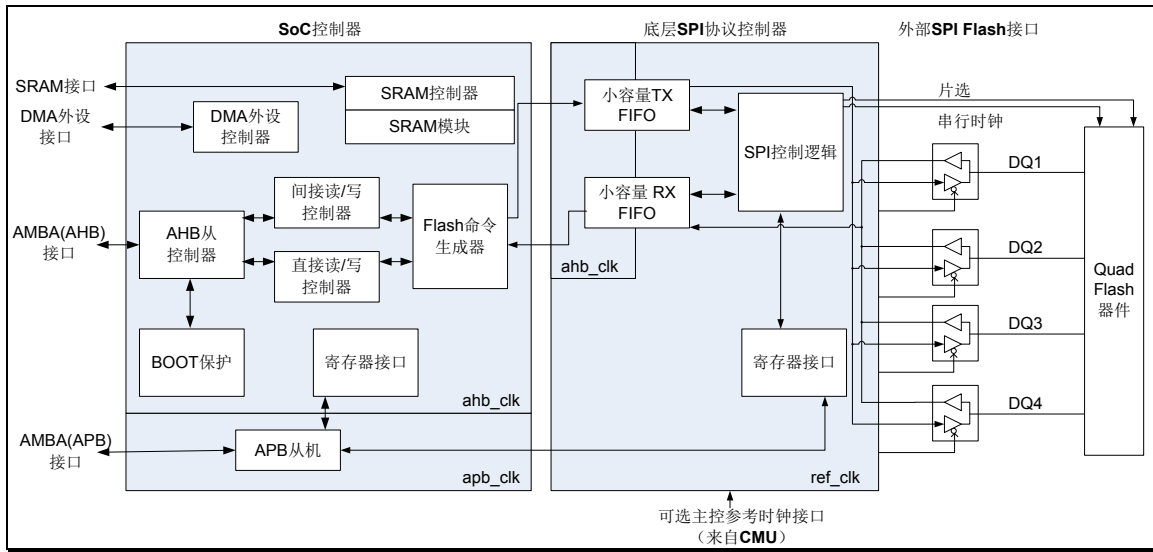 SoC控制器
底层SPI协议控制器
外部SPI Flash接口
SRAM接口
DMA外设
接口
SRAM控制器
SRAM模块
DMA外设
控制器
小容量TX
FIFO
SPI控制逻辑
片选
串行时钟
DQ1
间接读/写
控制器
小容量 RX
FIFO
AMBA(AHB)
接口
AHB从
控制器
Flash命令
生成器
直接读/写
控制器
ahb_clk
DQ2
Quad
Flash
器件
DQ3
BOOT保护
寄存器接口
寄存器接口
ahb_clk
DQ4
AMBA(APB)
接口
APB从机
apb_clk
ref_clk
可选主控参考时钟接口
（来自CMU）